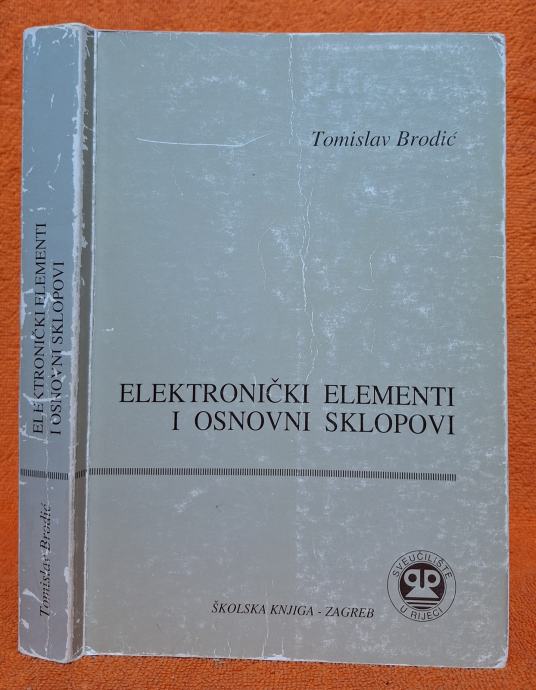 Tomislav Brodić
ELEKTRONIČKI ELEMENTI
I OSNOVNI SKLOPOVI
ŠKOLSKA KNJIGA - ZAGREB
SVEUČILIŠTE
U RIJECI
ELEKTRONIČKI ELEMENTI
I OSNOVNI SKLOPOVI
Tomislav Brodić